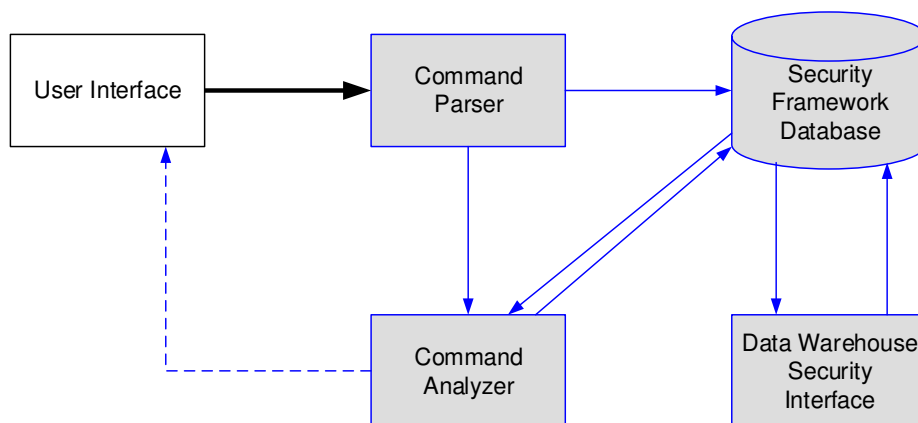 User Interface
Command
Parser
Security
Framework
Database
Command
Analyzer
Data Warehouse
Security
Interface